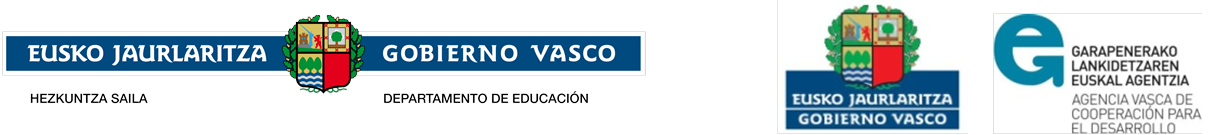 EUSKO JAURLARITZA GOBIERNO VASCO
HEZKUNTZA SAILA DEPARTAMENTO DE EDUCACIÓN
EUSKO JAURLARITZA
GOBIERNO VASCO
e
GARAPENERAKO
LANKIDETZAREN
EUSKAL AGENTZIA
AGENCIA VASCA DE
COOPERACIÓN PARA
EL DESARROLLO